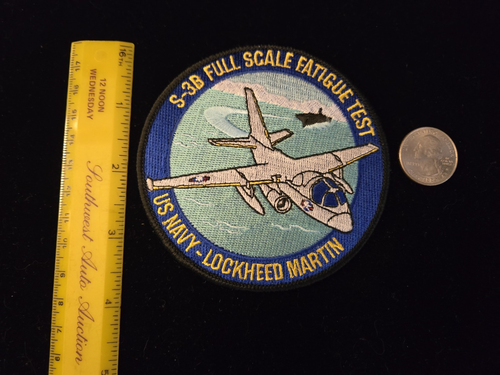 S-3B FULL SCALE FATIGUE TEST
US NAVY - LOCKHEED MARTIN
16TH
12 NOON
WEDNESDAY
Southwest Auto Auction
1
2
3
4